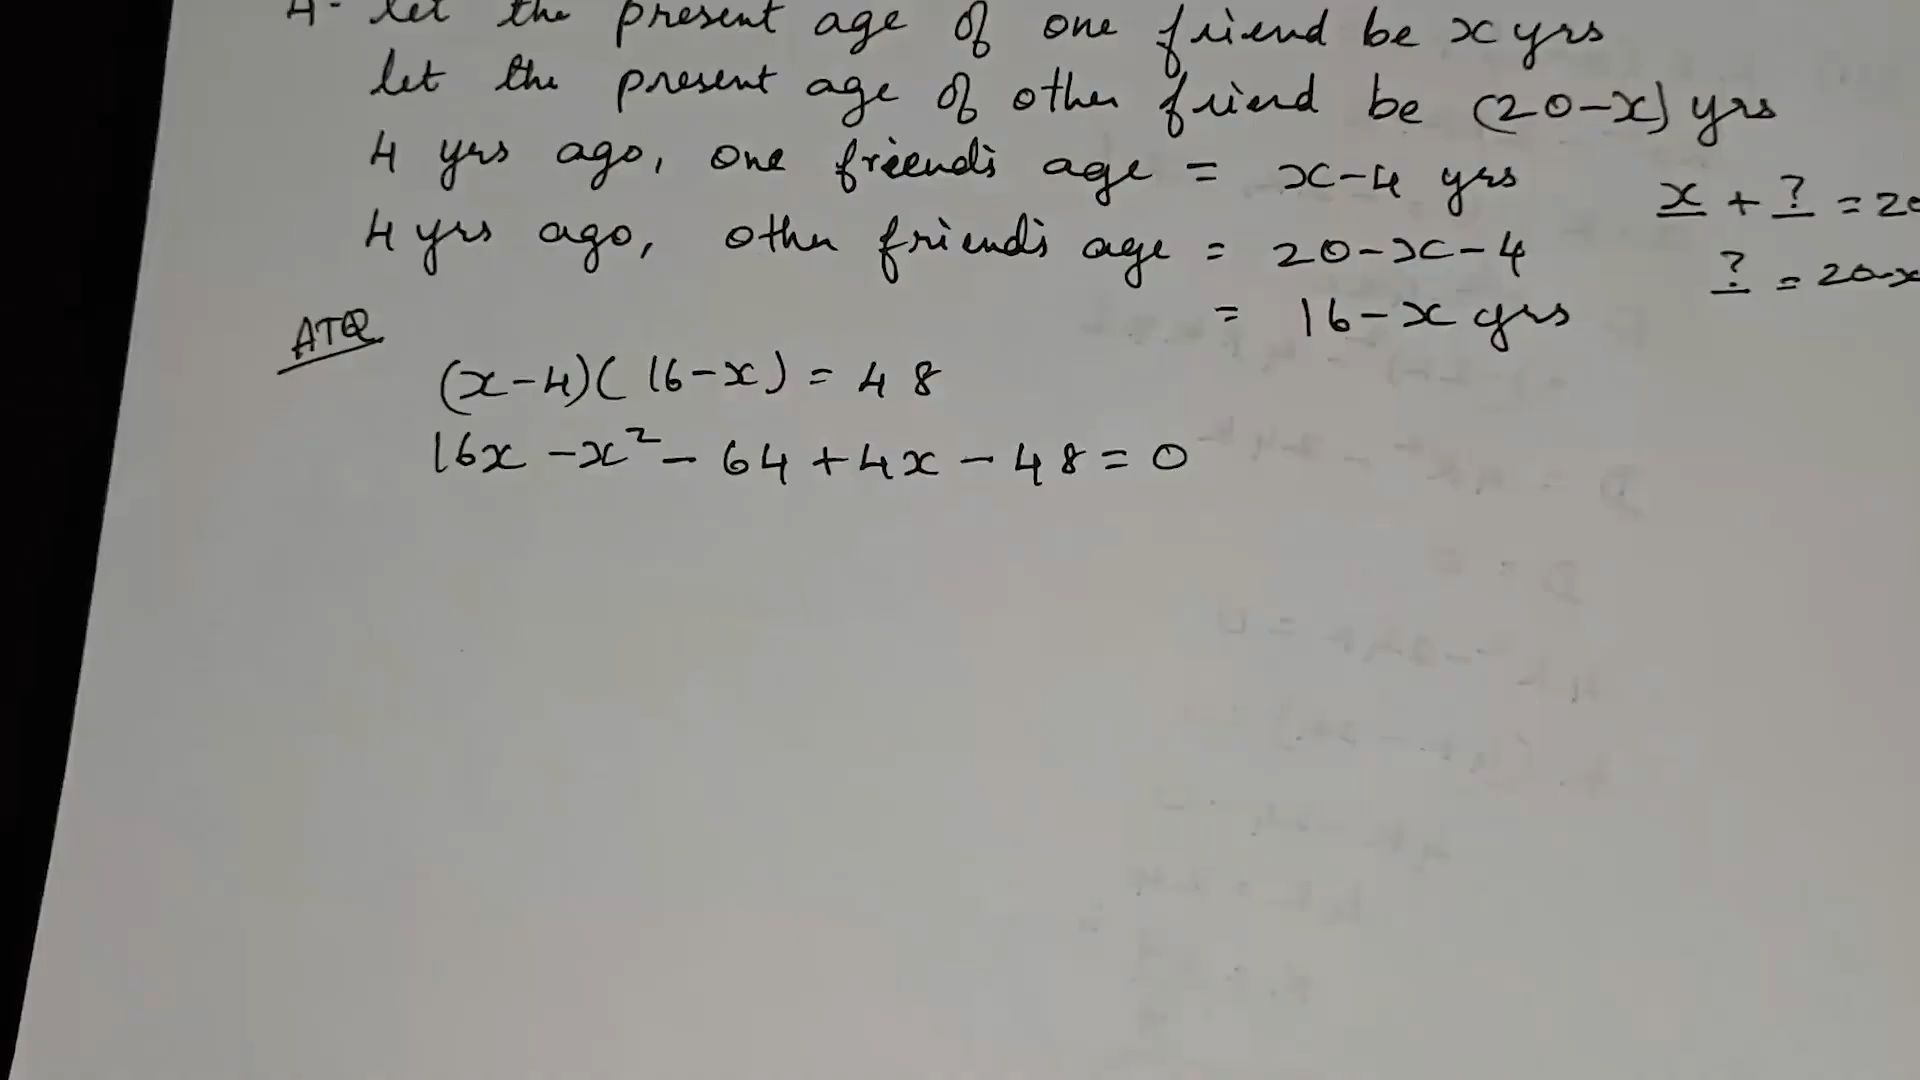 4. let the present age of one friend be x yrs
let the present age of other friend be (20-x) yrs
4 yrs ago, one friend's age = x-4 yrs
4 yrs ago, other friend's age = 20-x-4
= 16-x yrs
x + ? = 20
? = 20-x
ATQ
(x-4)(16-x) = 48
16x - x² - 64 + 4x - 48 = 0